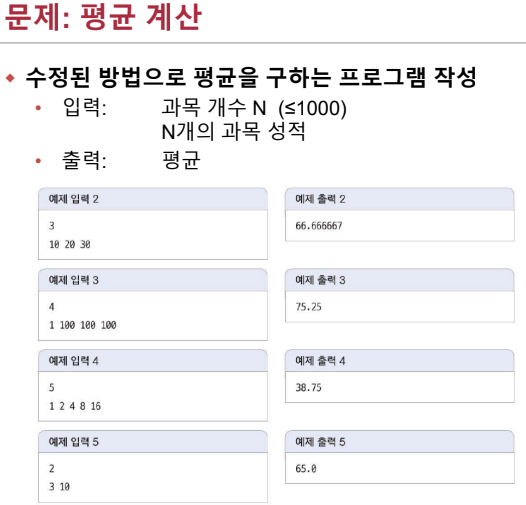 문제: 평균 계산
수정된 방법으로 평균을 구하는 프로그램 작성
입력: 과목 개수 N (≤1000)
N개의 과목 성적
출력: 평균
예제 입력 2
예제 출력 2
3
10 20 30
66.666667
예제 입력 3
예제 출력 3
4
1 100 100 100
75.25
예제 입력 4
예제 출력 4
5
1 2 4 8 16
38.75
예제 입력 5
예제 출력 5
2
3 10
65.0